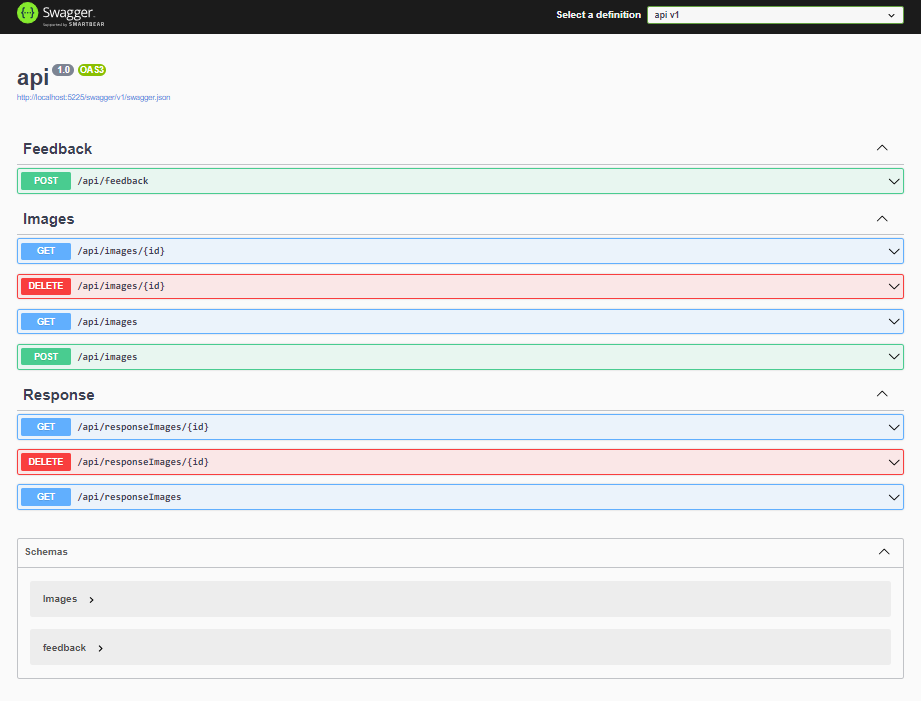 Swagger.
Supported by SMARTBEAR
Select a definition
api v1
api 1.0 OAS3
http://localhost:5225/swagger/v1/swagger.json
Feedback
POST /api/feedback
Images
GET /api/images/{id}
DELETE /api/images/{id}
GET /api/images
POST /api/images
Response
GET /api/responseImages/{id}
DELETE /api/responseImages/{id}
GET /api/responseImages
Schemas
Images
feedback